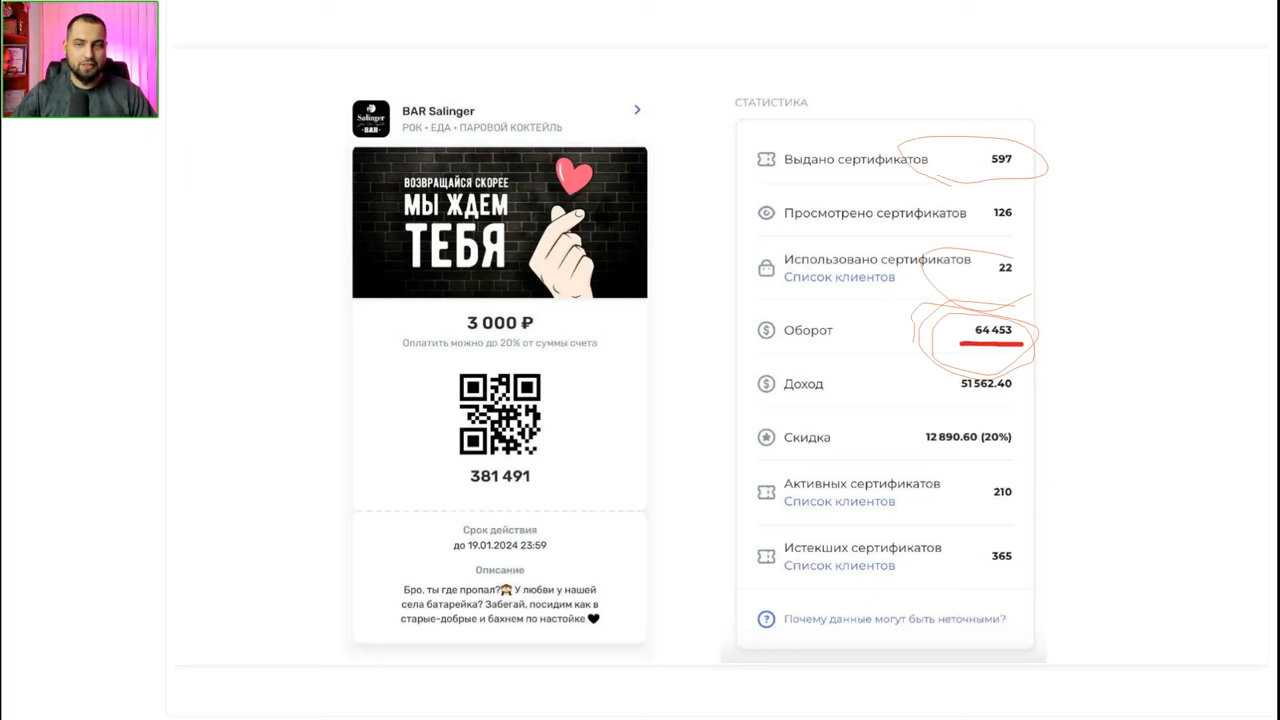 BAR Salinger
РОК • ЕДА • ПАРОВОЙ КОКТЕЙЛЬ
Salinger
•BAR•
ВОЗВРАЩАЙСЯ СКОРЕЕ
МЫ ЖДЕМ
ТЕБЯ
3 000 ₽
Оплатить можно до 20% от суммы счета
381 491
Срок действия
до 19.01.2024 23:59
Описание
Бро, ты где пропал?🙍 У любви у нашей
села батарейка? Забегай, посидим как в
старые-добрые и бахнем по настойке 🖤
СТАТИСТИКА
Выдано сертификатов 597
Просмотрено сертификатов 126
Использовано сертификатов 22
Список клиентов
Оборот 64 453
Доход 51 562.40
Скидка 12 890.60 (20%)
Активных сертификатов 210
Список клиентов
Истекших сертификатов 365
Список клиентов
Почему данные могут быть неточными?